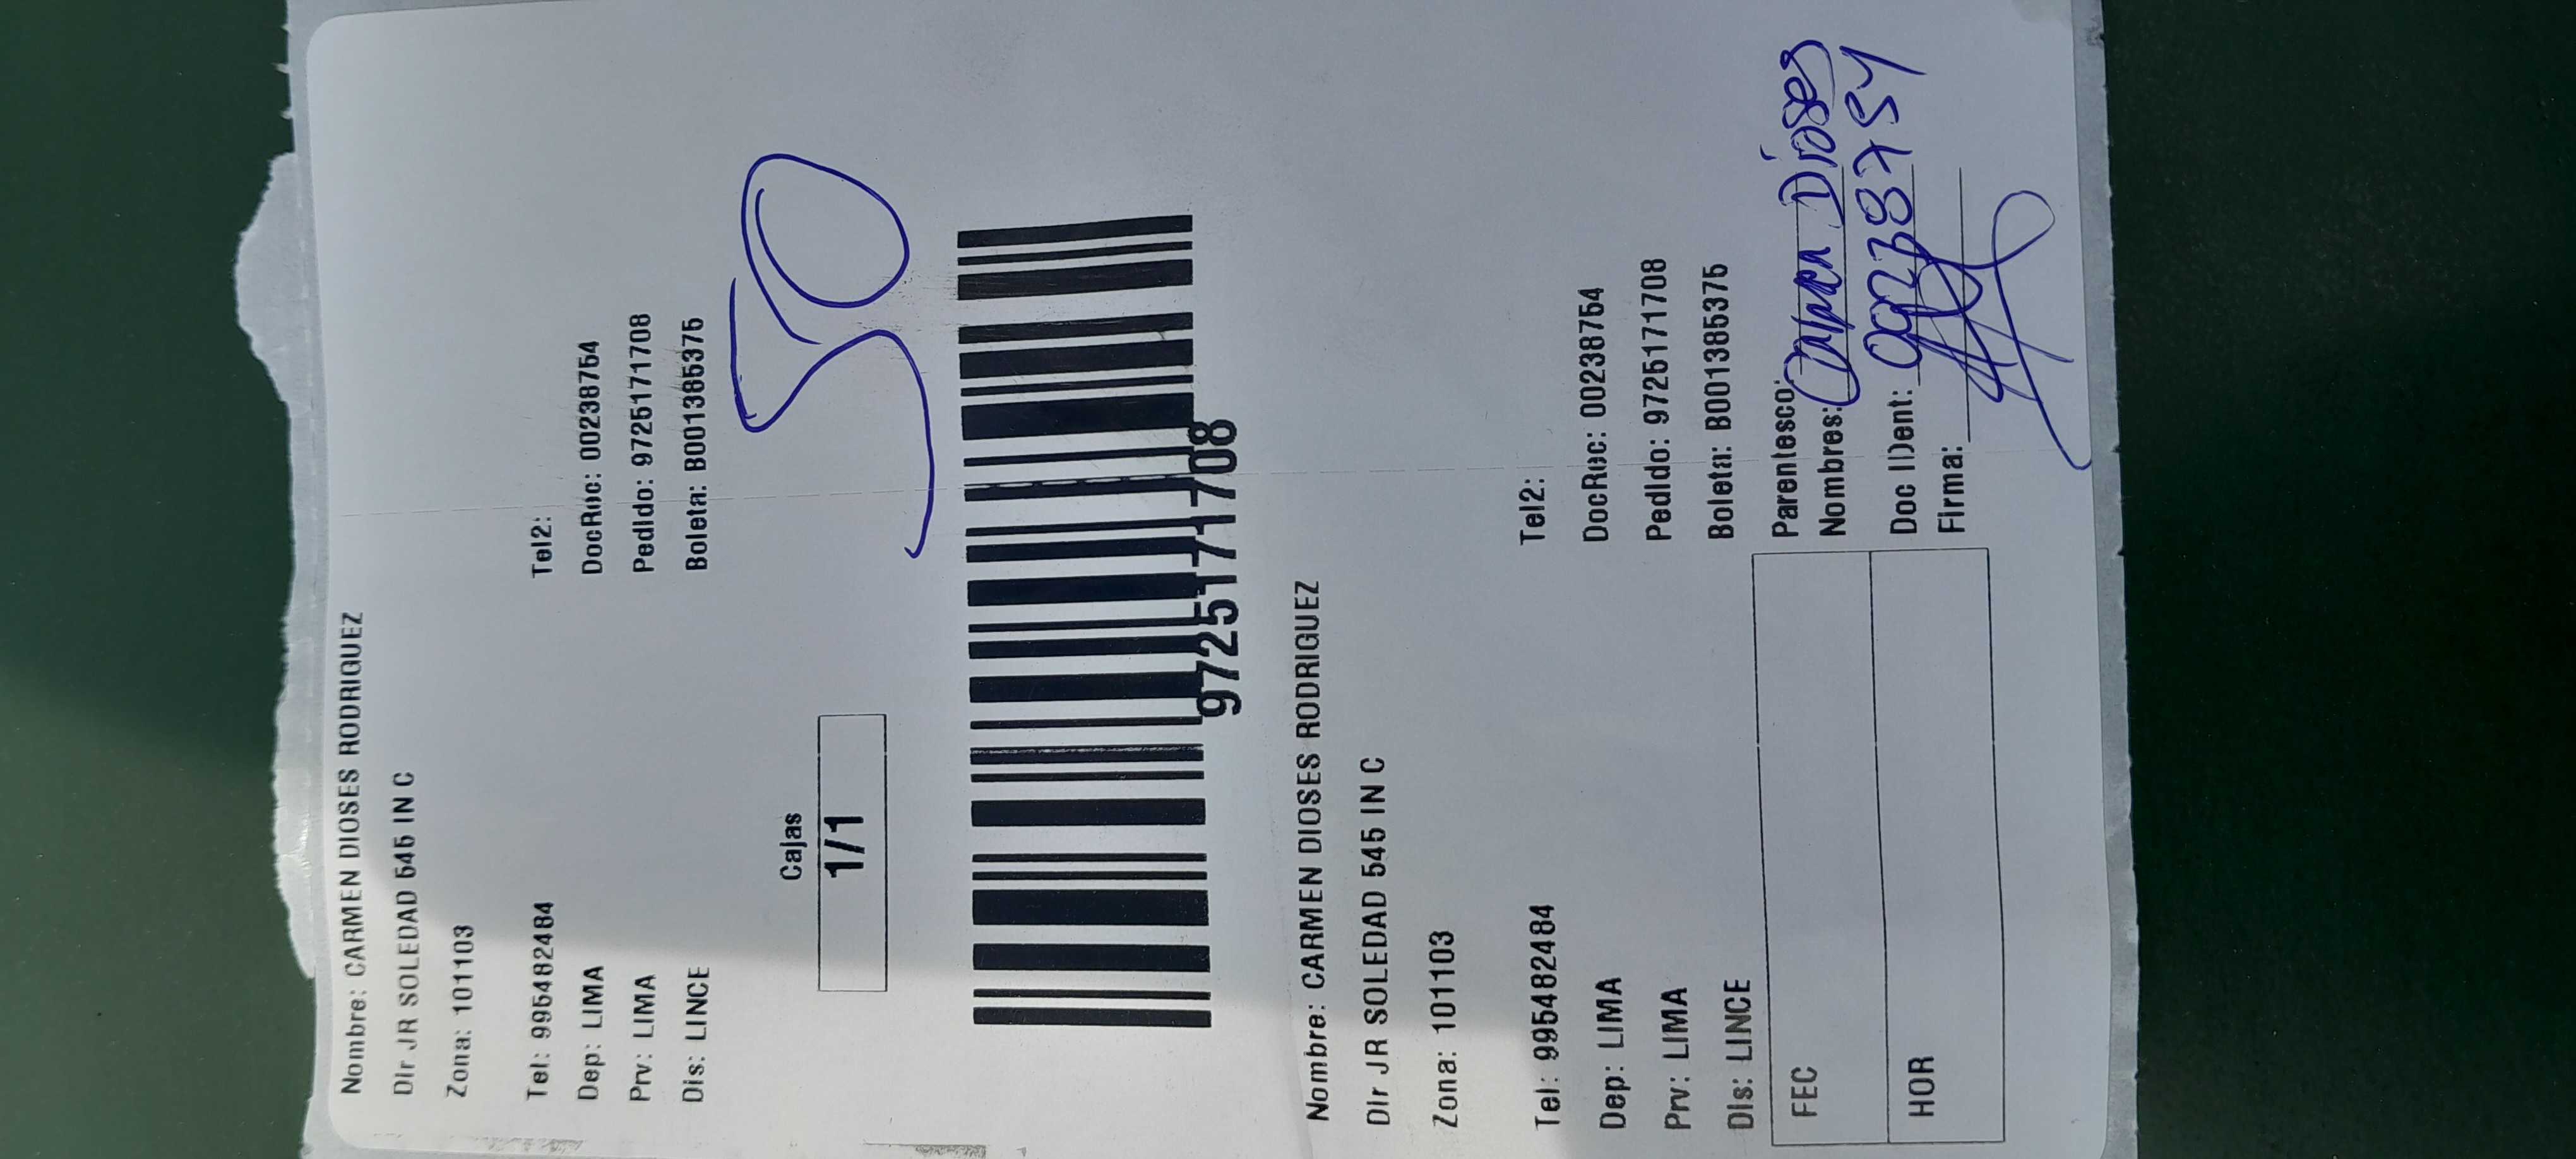 Nombre: CARMEN DIOSES RODRIGUEZ
Dir JR SOLEDAD 545 IN C
Zona: 101103
Tel: 995482484 Tel2:
Dep: LIMA DocRuc: 00238754
Prv: LIMA Pedido: 9725171708
Dis: LINCE Boleta: B001385375
50
Cajas
1/1
9725171708
Nombre: CARMEN DIOSES RODRIGUEZ
Dir JR SOLEDAD 545 IN C
Zona: 101103
Tel: 995482484 Tel2:
Dep: LIMA DocRuc: 00238754
Prv: LIMA Pedido: 9725171708
Dis: LINCE Boleta: B001385375
FEC Parentesco:
Nombres: Carmen Dioses
HOR Doc IDent: 00238754
Firma: